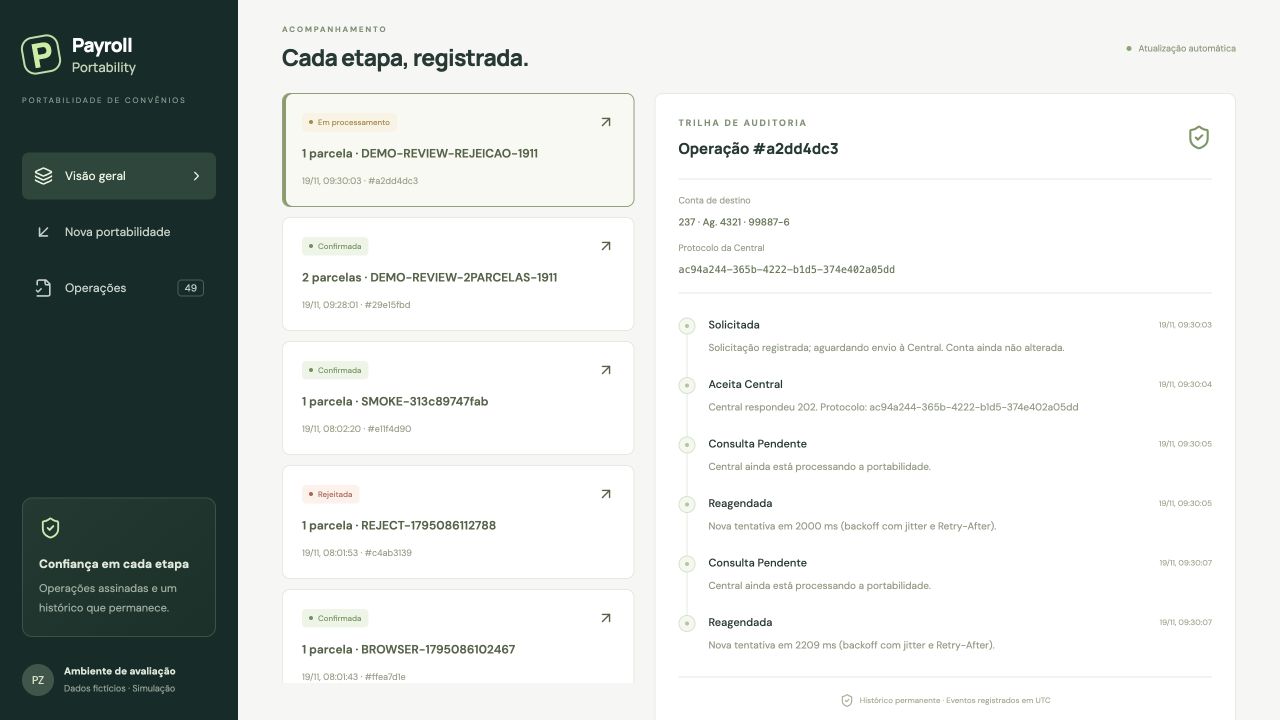 Payroll
Portability
PORTABILIDADE DE CONVÊNIOS
Visão geral
Nova portabilidade
Operações
49
Confiança em cada etapa
Operações assinadas e um
histórico que permanece.
PZ
Ambiente de avaliação
Dados fictícios · Simulação
ACOMPANHAMENTO
Cada etapa, registrada.
Atualização automática
Em processamento
1 parcela · DEMO-REVIEW-REJEICAO-1911
19/11, 09:30:03 · #a2dd4dc3
Confirmada
2 parcelas · DEMO-REVIEW-2PARCELAS-1911
19/11, 09:28:01 · #29e15fbd
Confirmada
1 parcela · SMOKE-313c89747fab
19/11, 08:02:20 · #e11f4d90
Rejeitada
1 parcela · REJECT-1795086112788
19/11, 08:01:53 · #c4ab3139
Confirmada
1 parcela · BROWSER-1795086102467
19/11, 08:01:43 · #ffea7d1e
TRILHA DE AUDITORIA
Operação #a2dd4dc3
Conta de destino
237 · Ag. 4321 · 99887-6
Protocolo da Central
ac94a244-365b-4222-b1d5-374e402a05dd
Solicitada
19/11, 09:30:03
Solicitação registrada; aguardando envio à Central. Conta ainda não alterada.
Aceita Central
19/11, 09:30:04
Central respondeu 202. Protocolo: ac94a244-365b-4222-b1d5-374e402a05dd
Consulta Pendente
19/11, 09:30:05
Central ainda está processando a portabilidade.
Reagendada
19/11, 09:30:05
Nova tentativa em 2000 ms (backoff com jitter e Retry-After).
Consulta Pendente
19/11, 09:30:07
Central ainda está processando a portabilidade.
Reagendada
19/11, 09:30:07
Nova tentativa em 2209 ms (backoff com jitter e Retry-After).
Histórico permanente · Eventos registrados em UTC